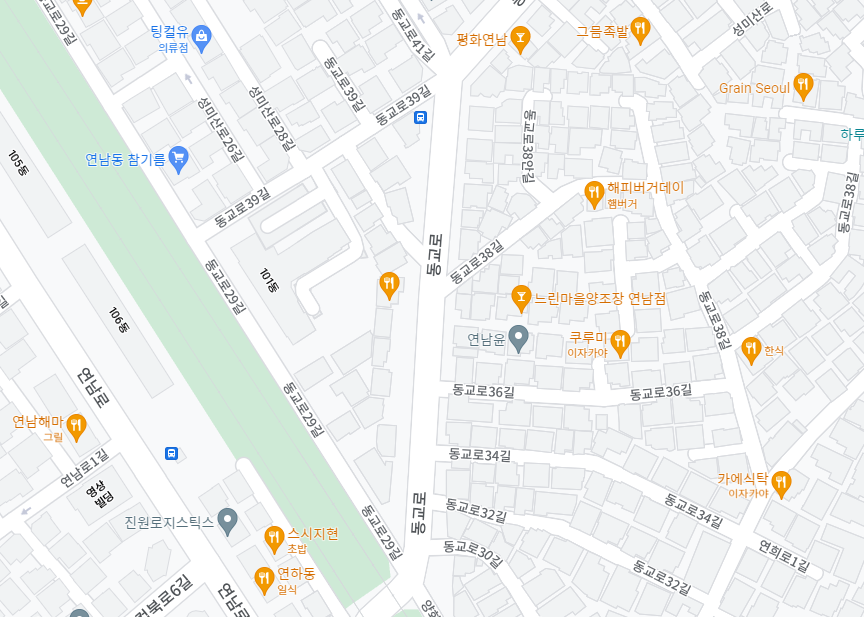 동교로29길
팅컬유
의류점
동교로41길
평화연남
그믐족발
성미산로
Grain Seoul
동교로39길
동교로39길
성미산로26길
성미산로28길
동교로38안길
하루
105동
연남동 참기름
해피버거데이
햄버거
동교로38길
동교로39길
동교로
동교로38길
101동
동교로29길
느린마을양조장 연남점
동교로38길
106동
연남윤
쿠루미
이자카야
한식
연남로
동교로29길
동교로36길
동교로36길
연남해마
그릴
동교로34길
연남로1길
영상
빌딩
카에식탁
이자카야
동교로
동교로32길
동교로34길
진원로지스틱스
스시지현
초밥
동교로29길
동교로30길
연희로1길
연하동
일식
동교로32길
연남로